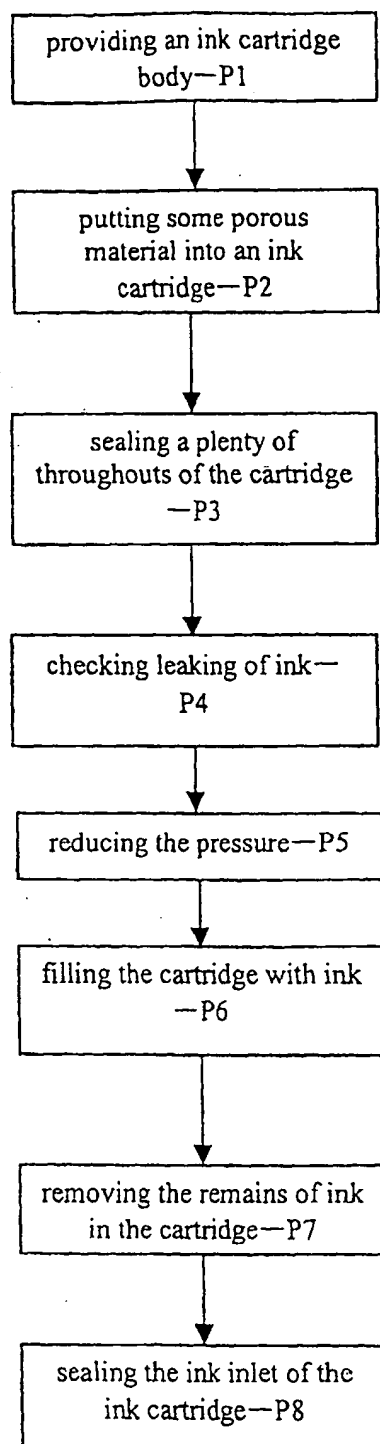 providing an ink cartridge
body—P1
putting some porous
material into an ink
cartridge—P2
sealing a plenty of
throughouts of the cartridge
—P3
checking leaking of ink—
P4
reducing the pressure—P5
filling the cartridge with ink
—P6
removing the remains of ink
in the cartridge—P7
sealing the ink inlet of the
ink cartridge—P8